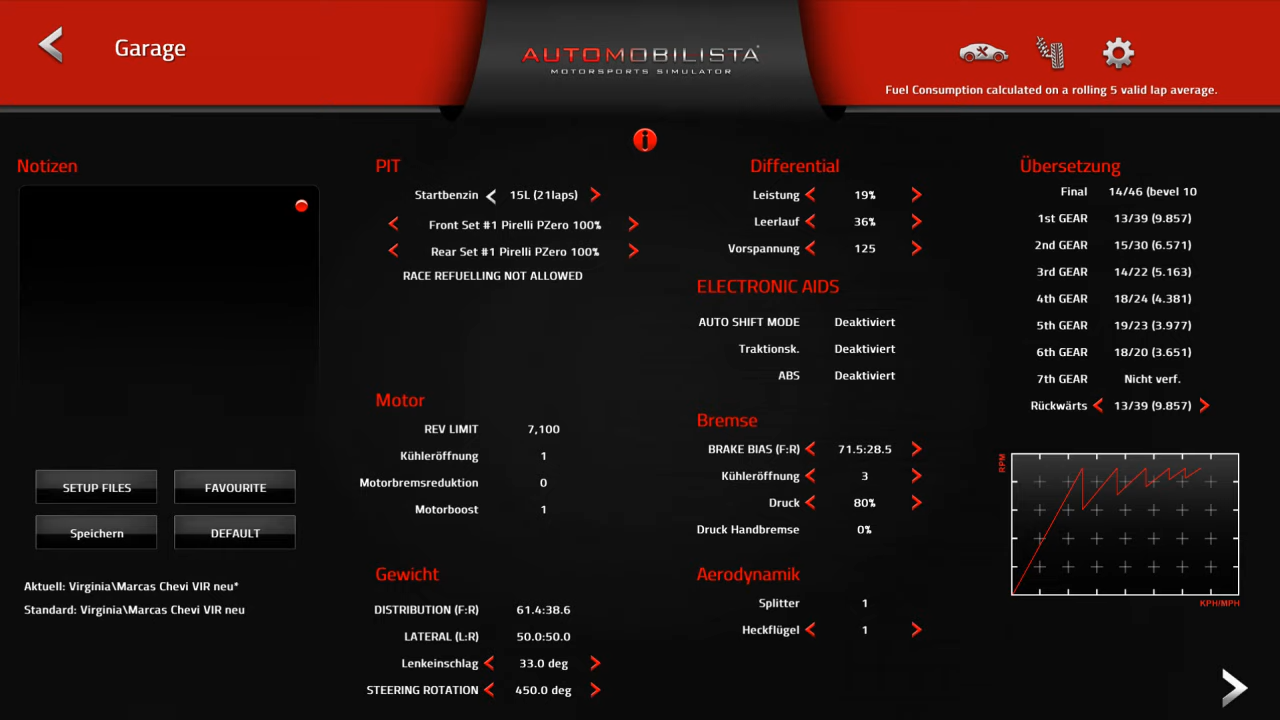 Garage
AUTOMOBILISTA
MOTORSPORTS SIMULATOR
Fuel Consumption calculated on a rolling 5 valid lap average.
Notizen
SETUP FILES
FAVOURITE
Speichern
DEFAULT
Aktuell: Virginia\Marcas Chevi VIR neu*
Standard: Virginia\Marcas Chevi VIR neu
PIT
Startbenzin 15L (21laps)
Front Set #1 Pirelli PZero 100%
Rear Set #1 Pirelli PZero 100%
RACE REFUELLING NOT ALLOWED
Motor
REV LIMIT 7,100
Kühleröffnung 1
Motorbremsreduktion 0
Motorboost 1
Gewicht
DISTRIBUTION (F:R) 61.4:38.6
LATERAL (L:R) 50.0:50.0
Lenkeinschlag 33.0 deg
STEERING ROTATION 450.0 deg
Differential
Leistung 19%
Leerlauf 36%
Vorspannung 125
ELECTRONIC AIDS
AUTO SHIFT MODE Deaktiviert
Traktionsk. Deaktiviert
ABS Deaktiviert
Bremse
BRAKE BIAS (F:R) 71.5:28.5
Kühleröffnung 3
Druck 80%
Druck Handbremse 0%
Aerodynamik
Splitter 1
Heckflügel 1
Übersetzung
Final 14/46 (bevel 10
1st GEAR 13/39 (9.857)
2nd GEAR 15/30 (6.571)
3rd GEAR 14/22 (5.163)
4th GEAR 18/24 (4.381)
5th GEAR 19/23 (3.977)
6th GEAR 18/20 (3.651)
7th GEAR Nicht verf.
Rückwärts 13/39 (9.857)
RPM
KPH/MPH